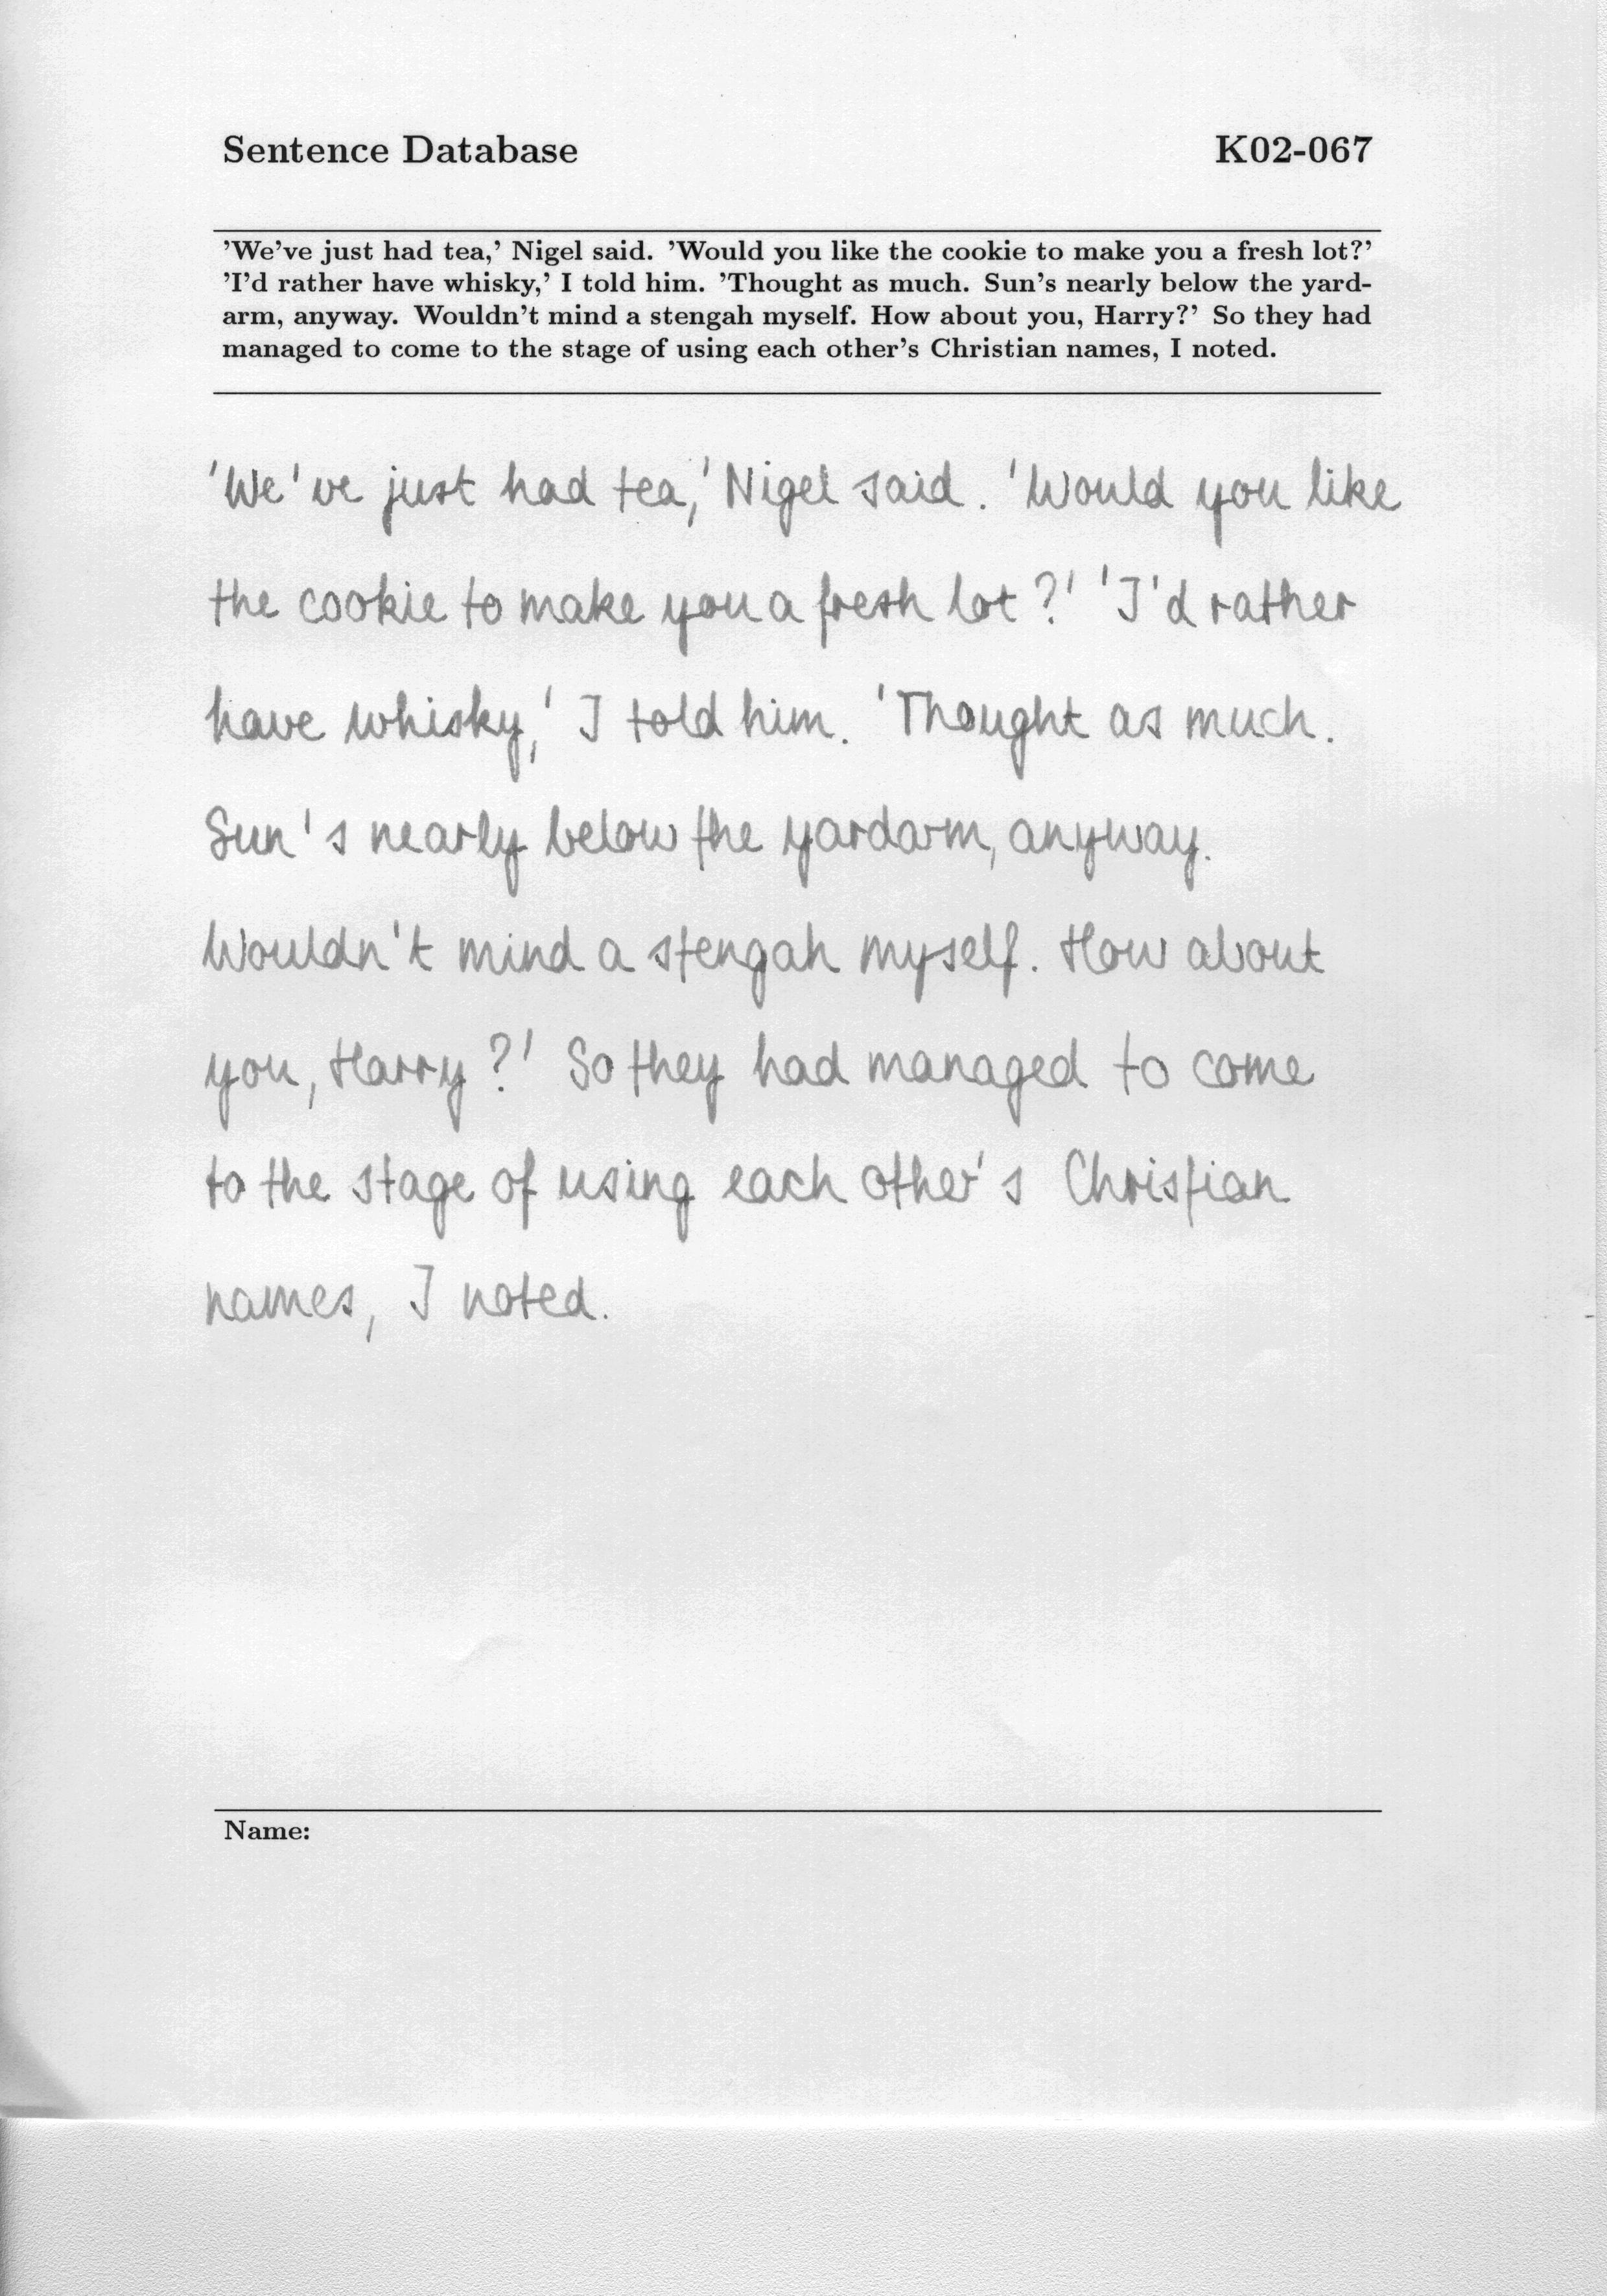 Sentence Database K02-067
'We've just had tea,' Nigel said. 'Would you like the cookie to make you a fresh lot?'
'I'd rather have whisky,' I told him. 'Thought as much. Sun's nearly below the yard-
arm, anyway. Wouldn't mind a stengah myself. How about you, Harry?' So they had
managed to come to the stage of using each other's Christian names, I noted.
'We've just had tea,' Nigel said. 'Would you like
the cookie to make you a fresh lot?' 'I'd rather
have whisky,' I told him. 'Thought as much.
Sun's nearly below the yardarm, anyway.
Wouldn't mind a stengah myself. How about
you, Harry?' So they had managed to come
to the stage of using each other's Christian
names, I noted.
Name: